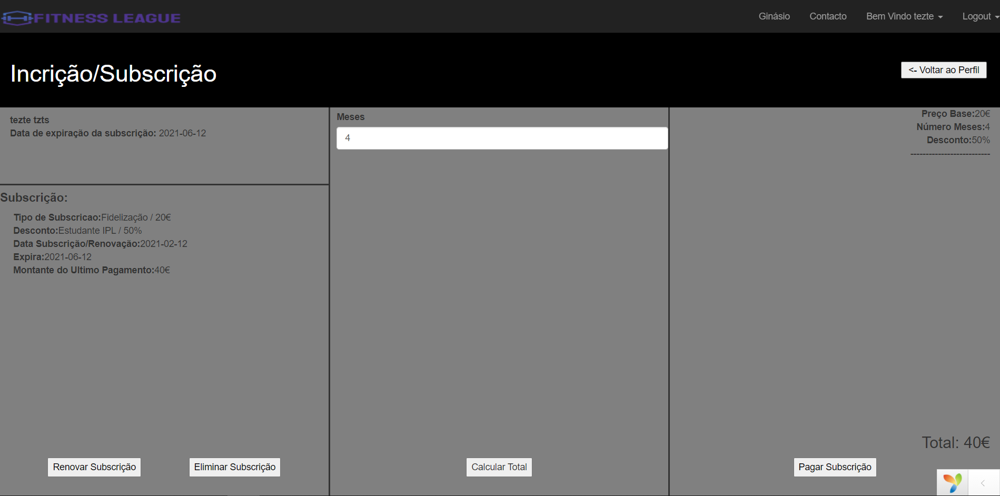 FITNESS LEAGUE
Ginásio Contacto Bem Vindo tezte Logout
Incrição/Subscrição
<- Voltar ao Perfil
tezte tzts
Data de expiração da subscrição: 2021-06-12
Subscrição:
Tipo de Subscricao:Fidelização / 20€
Desconto:Estudante IPL / 50%
Data Subscrição/Renovação:2021-02-12
Expira:2021-06-12
Montante do Ultimo Pagamento:40€
Renovar Subscrição
Eliminar Subscrição
Meses
4
Calcular Total
Preço Base:20€
Número Meses:4
Desconto:50%
--------------------------
Total: 40€
Pagar Subscrição